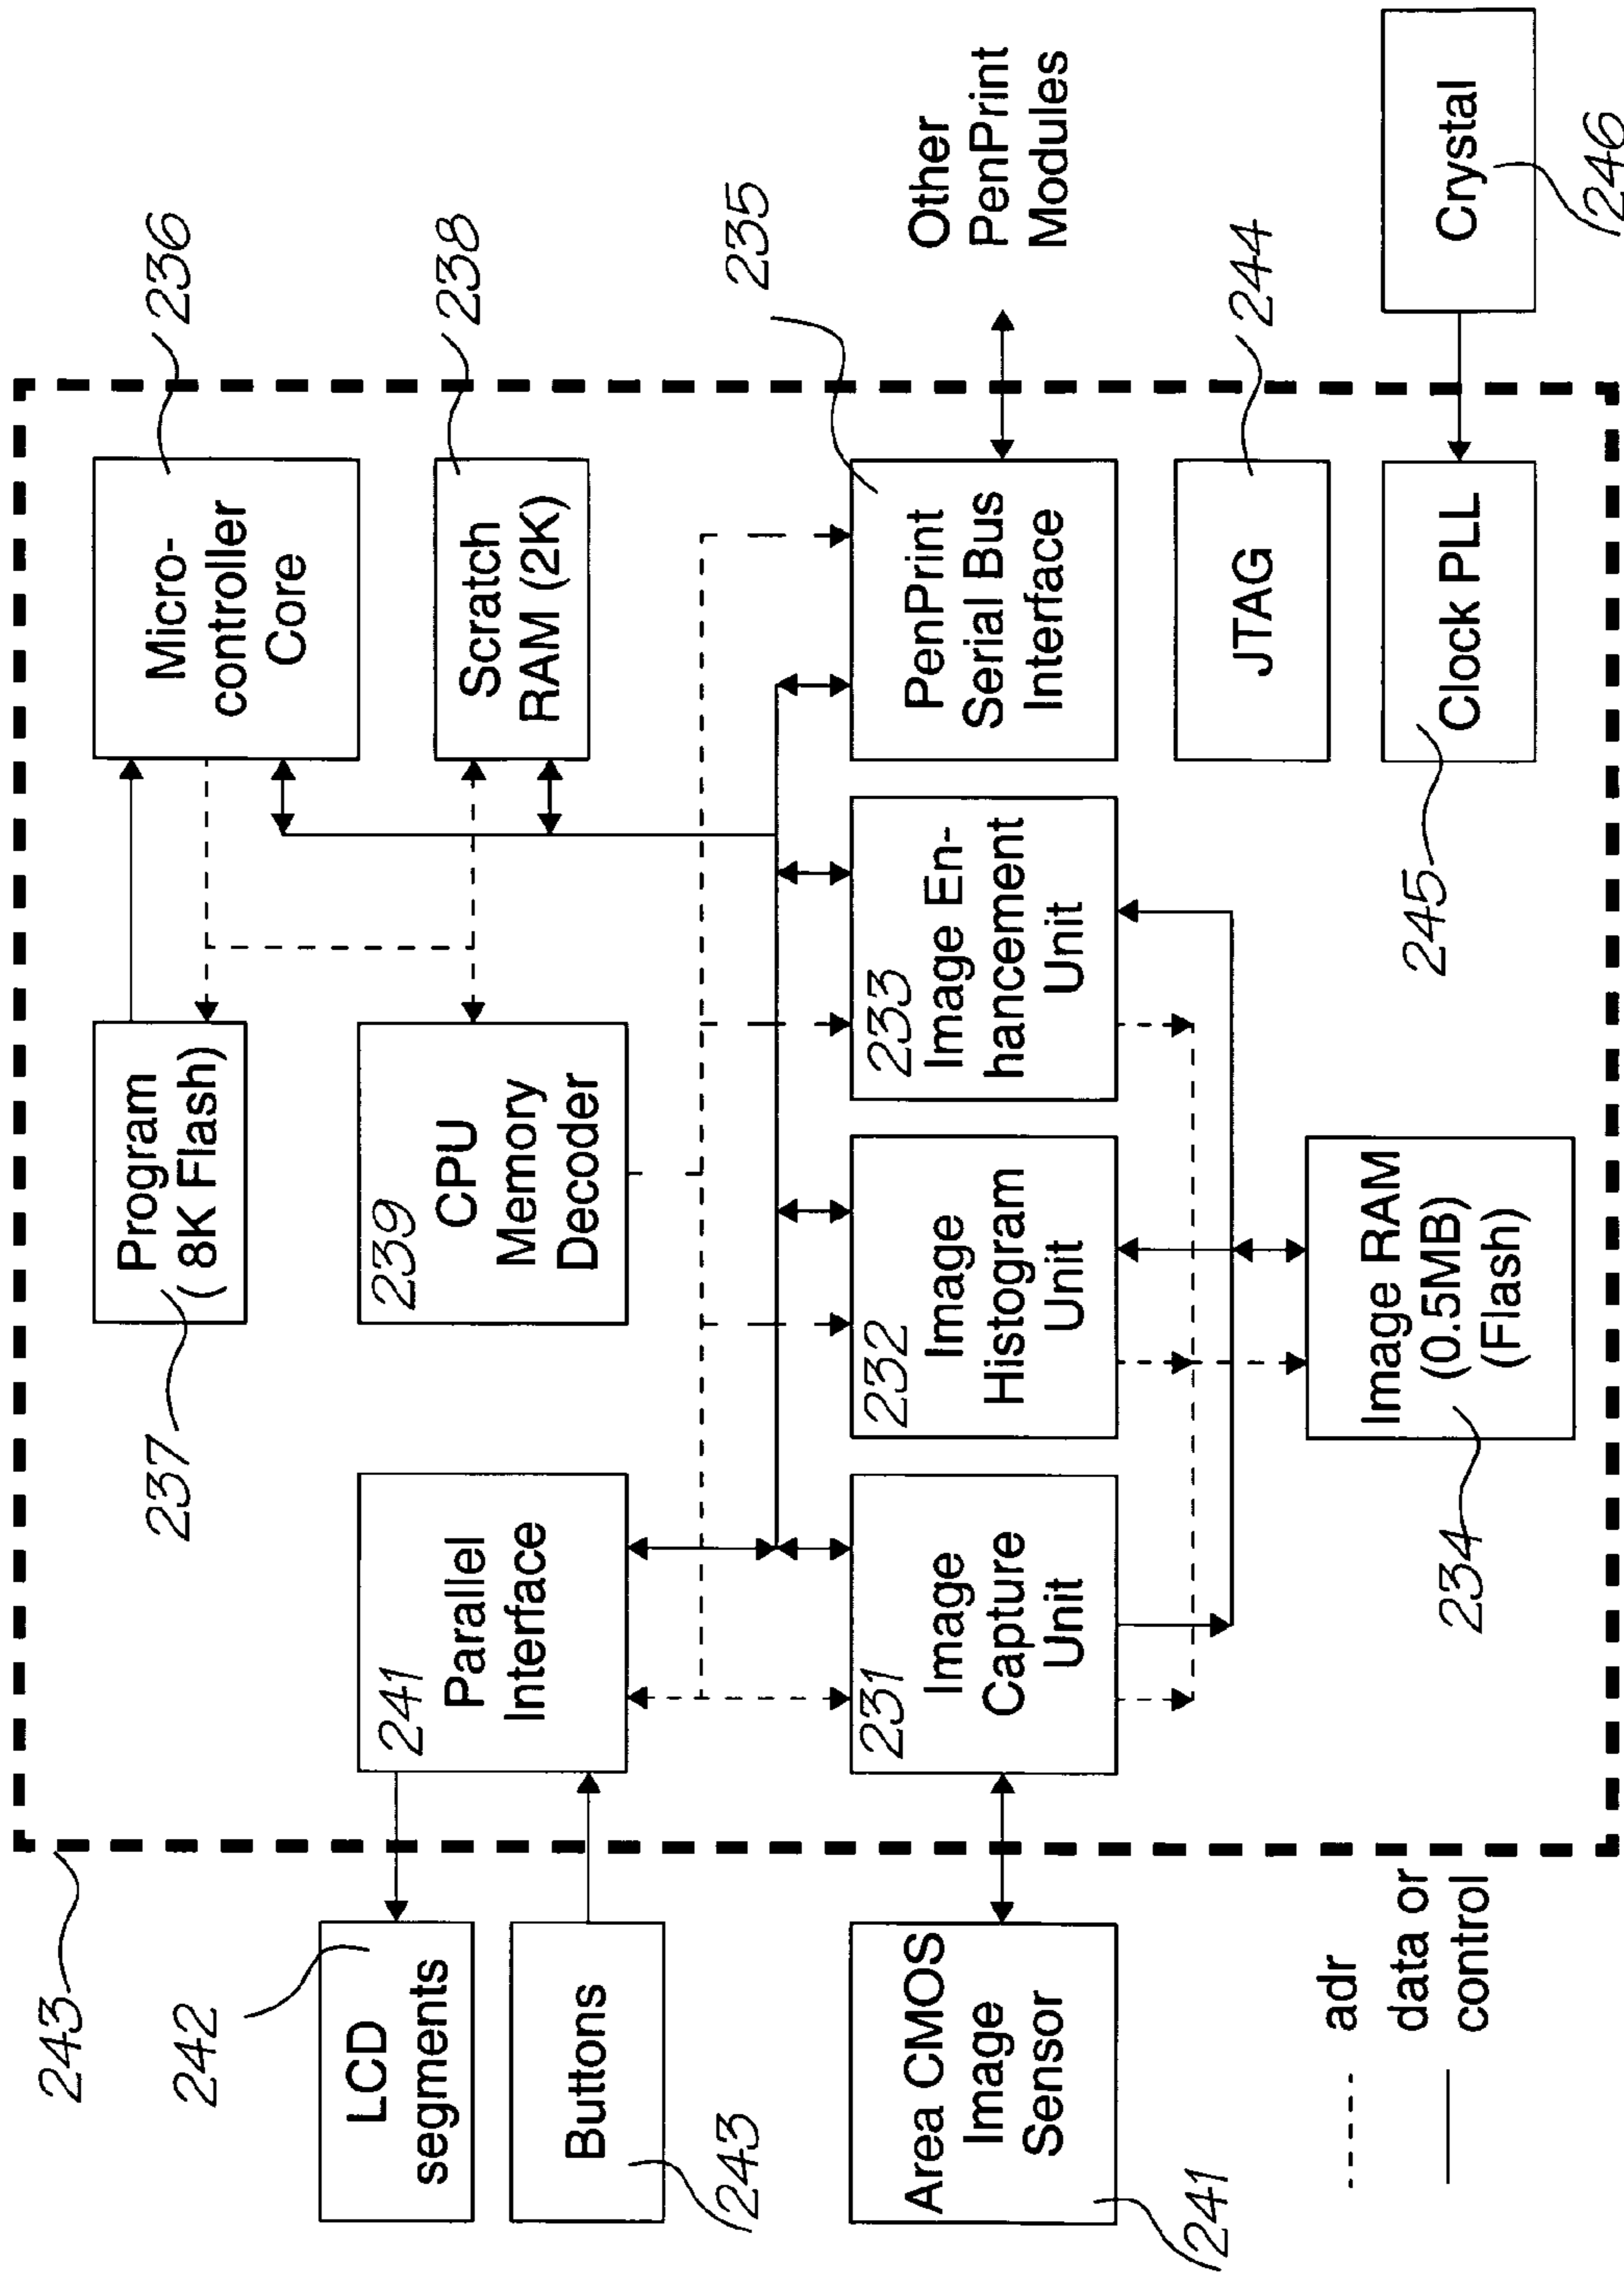 243
242
LCD
segments
Buttons
243
Area CMOS
Image
Sensor
241
adr
data or
control
241
Parallel
Interface
231
Image
Capture
Unit
237
Program
( 8K Flash)
239
CPU
Memory
Decoder
232
Image
Histogram
Unit
233
Image En-
hancement
Unit
Image RAM
(0.5MB)
(Flash)
234
Micro-
controller
Core
236
Scratch
RAM (2K)
238
PenPrint
Serial Bus
Interface
235
Other
PenPrint
Modules
JTAG
244
Clock PLL
245
Crystal
246